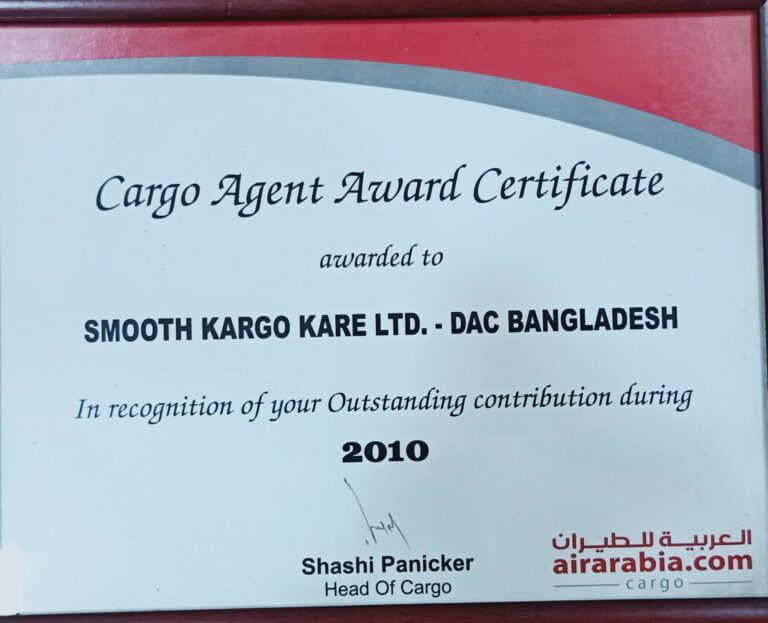 Cargo Agent Award Certificate
awarded to
SMOOTH KARGO KARE LTD. - DAC BANGLADESH
In recognition of your Outstanding contribution during
2010
Shashi Panicker
Head Of Cargo
العربية للطيران
airarabia.com
cargo